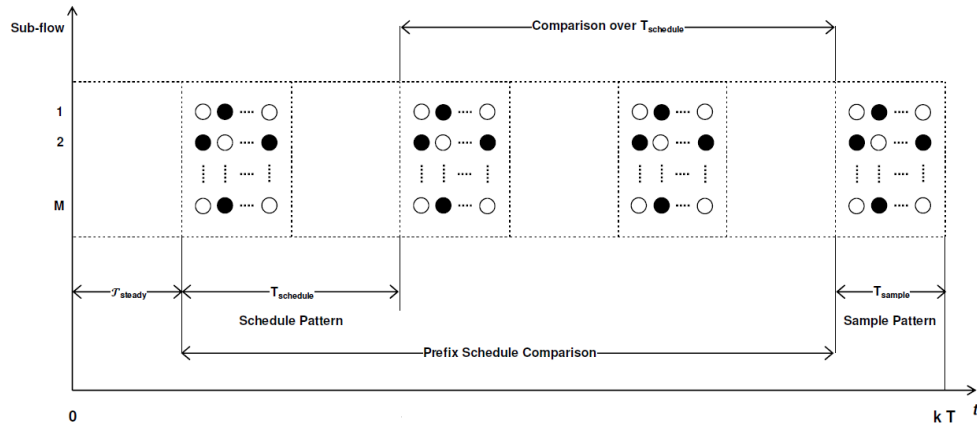 Sub-flow
Comparison over Tschedule
1
2
M
𝒯steady
Tschedule
Tsample
Schedule Pattern
Sample Pattern
Prefix Schedule Comparison
0
k T
t